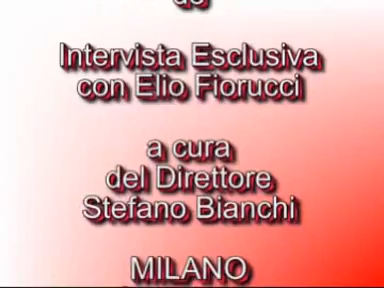 Intervista Esclusiva
con Elio Fiorucci
a cura
del Direttore
Stefano Bianchi
MILANO